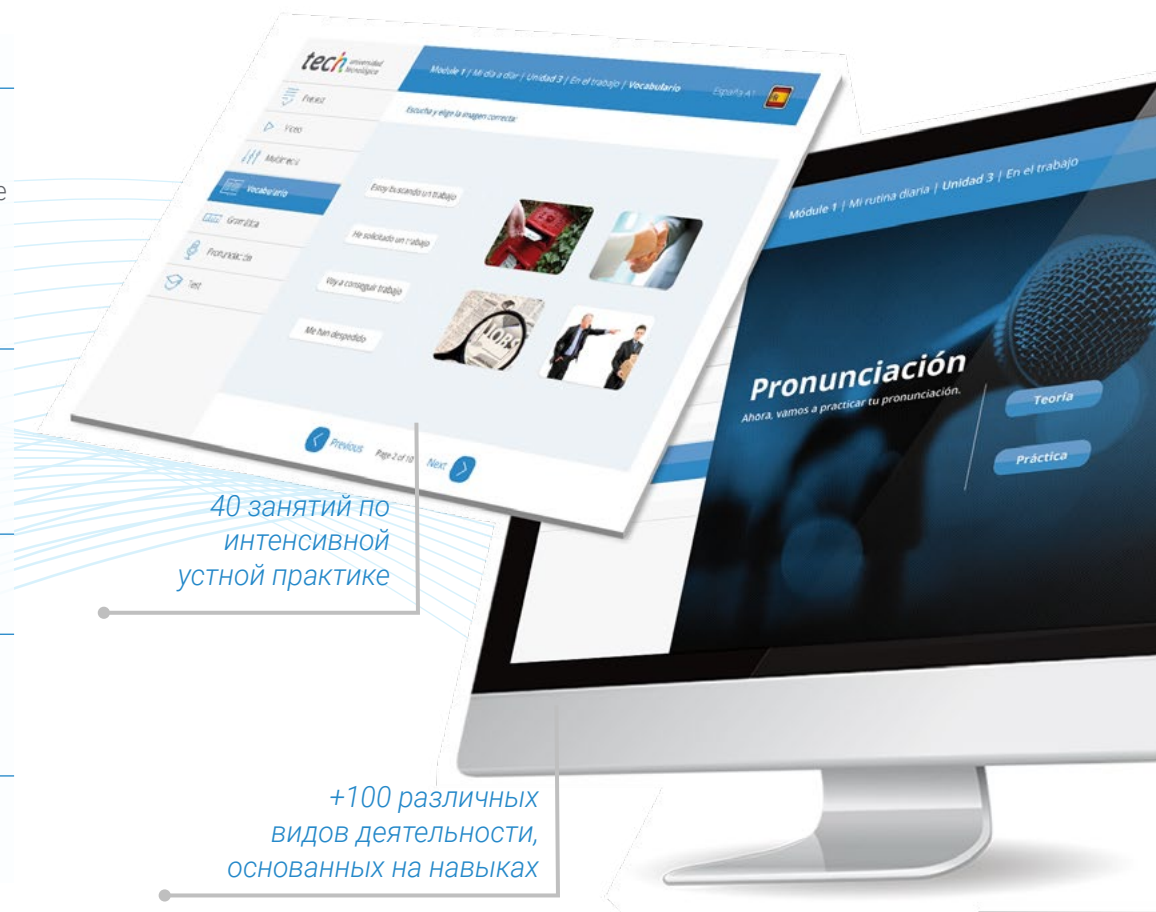 tech universidad
tecnológica
Module 1 | Mi día a díar | Unidad 3 | En el trabajo | Vocabulario
España A1
Escucha y elige la imagen correcta:
Vídeo
Multimedia
Vocabulario
Gramática
Pronunciación
Test
Estoy buscando un trabajo
He solicitado un trabajo
Voy a conseguir trabajo
Me han despedido
JOBS
Previous Page 2 of 10 Next
Módule 1 | Mi rutina diaria | Unidad 3 | En el trabajo
Pronunciación
Ahora, vamos a practicar tu pronunciación.
Teoría
Práctica
е
40 занятий по
интенсивной
устной практике
+100 различных
видов деятельности,
основанных на навыках